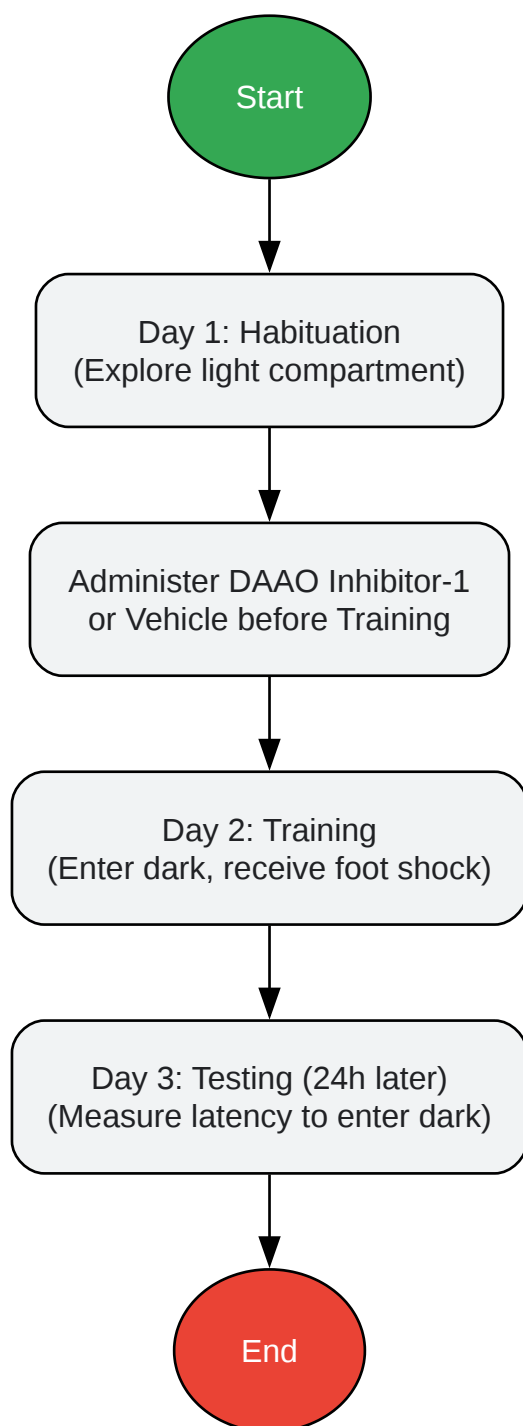 Start
Day 1: Habituation
(Explore light compartment)
Administer DAAO Inhibitor-1
or Vehicle before Training
Day 2: Training
(Enter dark, receive foot shock)
Day 3: Testing (24h later)
(Measure latency to enter dark)
End